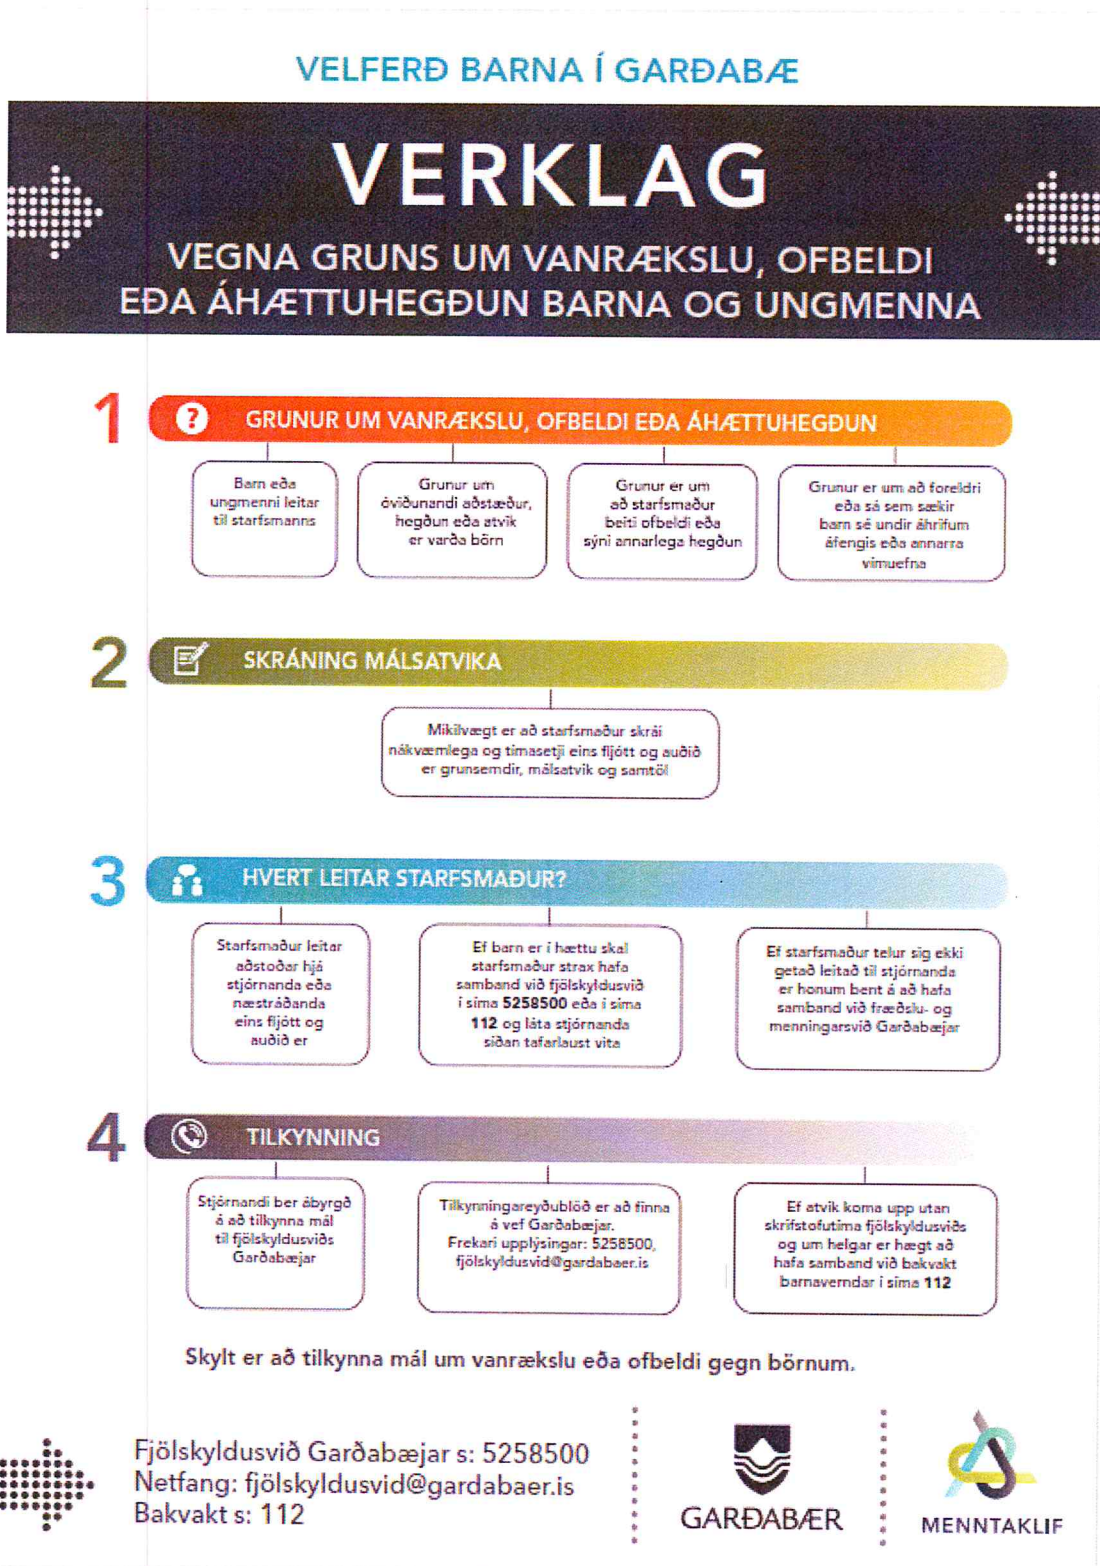 VELFERÐ BARNA Í GARÐABÆ
VERKLAG
VEGNA GRUNS UM VANRÆKSLU, OFBELDI
EÐA ÁHÆTTUHEGÐUN BARNA OG UNGMENNA
1
GRUNUR UM VANRÆKSLU, OFBELDI EÐA ÁHÆTTUHEGÐUN
Barn eða
ungmenni leitar
til starfsmanns
Grunur um
óviðunandi aðstæður,
hegðun eða atvik
er varða börn
Grunur er um
að starfsmaður
beiti ofbeldi eða
sýni annarlega hegðun
Grunur er um að foreldri
eða sá sem sækir
barn sé undir áhrifum
áfengis eða annarra
vímuefna
2
SKRÁNING MÁLSATVIKA
Mikilvægt er að starfsmaður skrái
nákvæmlega og tímasetji eins fljótt og auðið
er grunsemdir, málsatvik og samtöl
3
HVERT LEITAR STARFSMAÐUR?
Starfsmaður leitar
aðstoðar hjá
stjórnanda eða
næstráðanda
eins fljótt og
auðið er
Ef barn er í hættu skal
starfsmaður strax hafa
samband við fjölskyldusvið
í síma 5258500 eða í síma
112 og láta stjórnanda
síðan tafarlaust vita
Ef starfsmaður telur sig ekki
getað leitað til stjórnanda
er honum bent á að hafa
samband við fræðslu- og
menningarsvið Garðabæjar
4
TILKYNNING
Stjórnandi ber ábyrgð
á að tilkynna mál
til fjölskyldusviðs
Garðabæjar
Tilkynningareyðublöð er að finna
á vef Garðabæjar.
Frekari upplýsingar: 5258500,
fjölskyldusvid@gardabaer.is
Ef atvik koma upp utan
skrifstofutíma fjölskyldusviðs
og um helgar er hægt að
hafa samband við bakvakt
barnaverndar í síma 112
Skylt er að tilkynna mál um vanrækslu eða ofbeldi gegn börnum.
Fjölskyldusvið Garðabæjar s: 5258500
Netfang: fjölskyldusvid@gardabaer.is
Bakvakt s: 112
GARÐABÆR
MENNTAKLIF